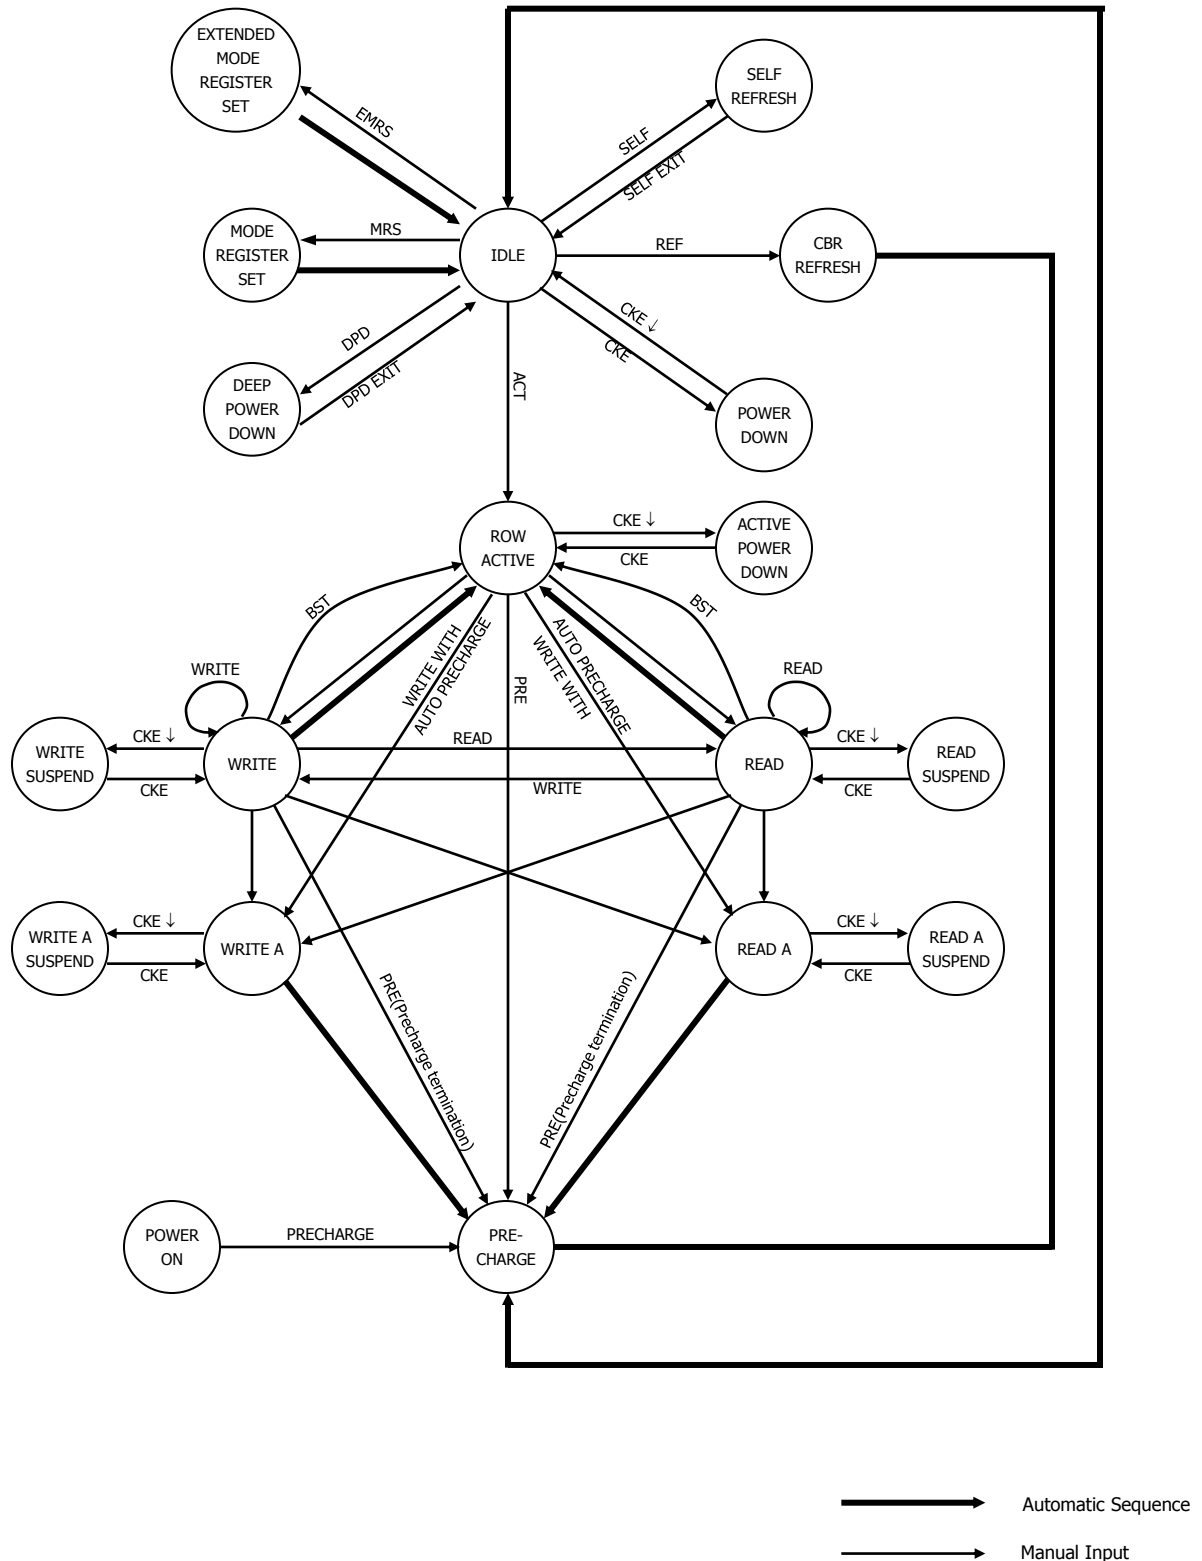 EXTENDED
MODE
REGISTER
SET
SELF
REFRESH
EMRS
SELF
SELF EXIT
MODE
REGISTER
SET
MRS
IDLE
REF
CBR
REFRESH
DPD
DPD EXIT
CKE ↓
CKE
DEEP
POWER
DOWN
ACT
POWER
DOWN
ROW
ACTIVE
CKE ↓
CKE
ACTIVE
POWER
DOWN
BST
BST
WRITE WITH
AUTO PRECHARGE
PRE
AUTO PRECHARGE
WRITE WITH
WRITE
READ
WRITE
SUSPEND
CKE ↓
CKE
WRITE
READ
WRITE
READ
CKE ↓
CKE
READ
SUSPEND
WRITE A
SUSPEND
CKE ↓
CKE
WRITE A
READ A
CKE ↓
CKE
READ A
SUSPEND
PRE(Precharge termination)
PRE(Precharge termination)
POWER
ON
PRECHARGE
PRE-
CHARGE
Automatic Sequence
Manual Input